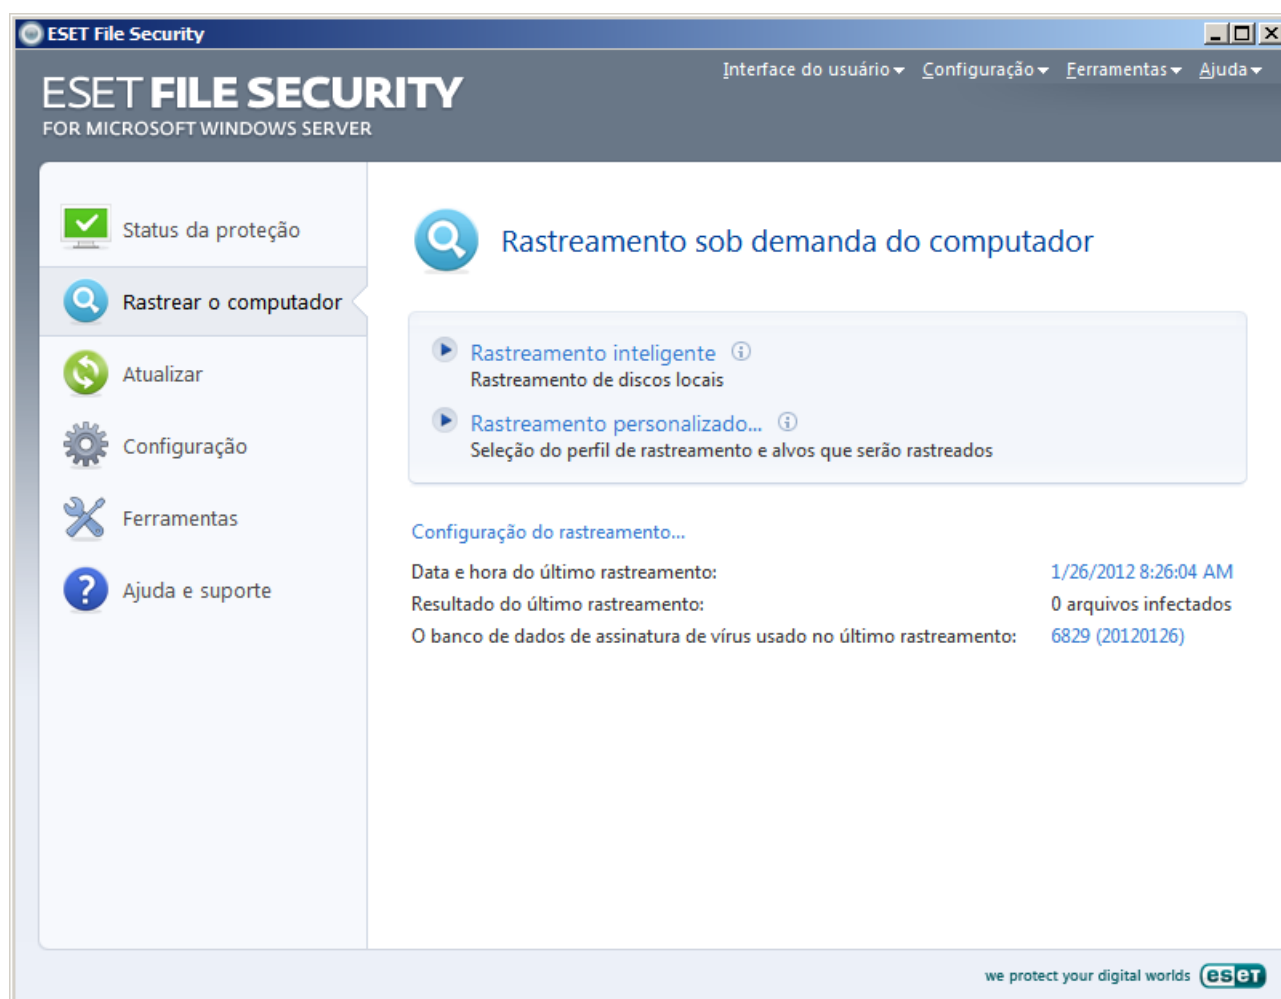 ESET File Security
Interface do usuário Configuração Ferramentas Ajuda
ESET FILE SECURITY
FOR MICROSOFT WINDOWS SERVER
Status da proteção
Rastrear o computador
Atualizar
Configuração
Ferramentas
Ajuda e suporte
Rastreamento sob demanda do computador
Rastreamento inteligente
Rastreamento de discos locais
Rastreamento personalizado...
Seleção do perfil de rastreamento e alvos que serão rastreados
Configuração do rastreamento...
Data e hora do último rastreamento: 1/26/2012 8:26:04 AM
Resultado do último rastreamento: 0 arquivos infectados
O banco de dados de assinatura de vírus usado no último rastreamento: 6829 (20120126)
we protect your digital worlds eset